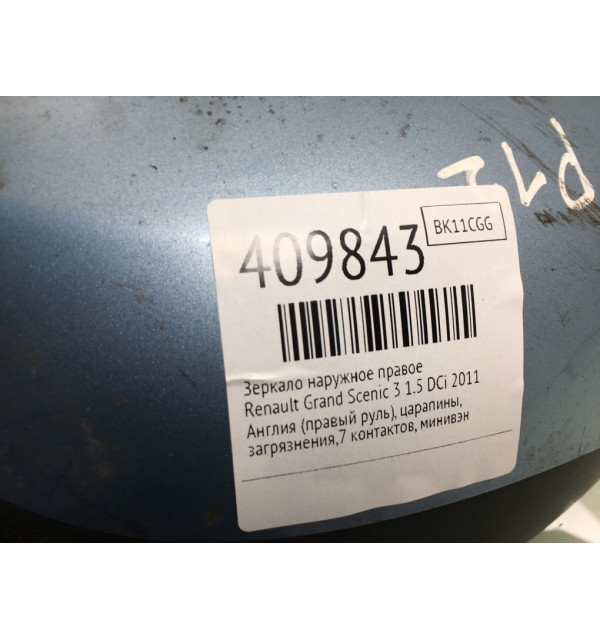 409843
BK11CGG
Зеркало наружное правое
Renault Grand Scenic 3 1.5 DCi 2011
Англия (правый руль), царапины,
загрязнения,7 контактов, минивэн